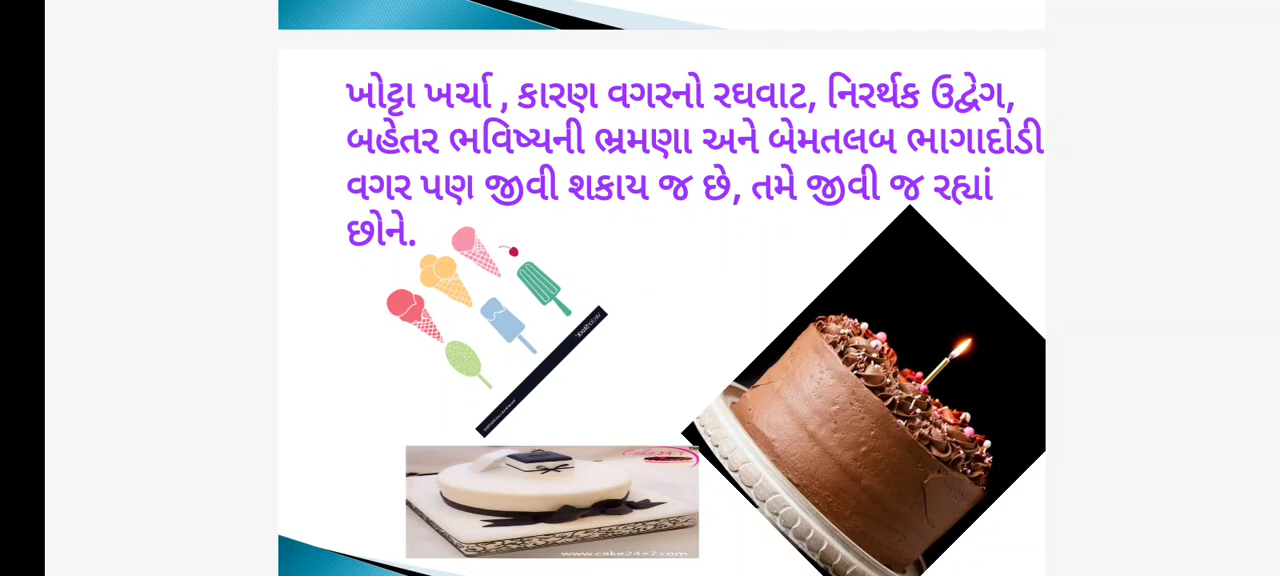 ખોટ્ટા ખર્ચા , કારણ વગરનો રઘવાટ, નિરર્થક ઉદ્વેગ,
બહેતર ભવિષ્યની ભ્રમણા અને બેમતલબ ભાગાદોડી
વગર પણ જીવી શકાય જ છે, તમે જીવી જ રહ્યાં
છોને.
Cake24x7
www.cake24x7.com